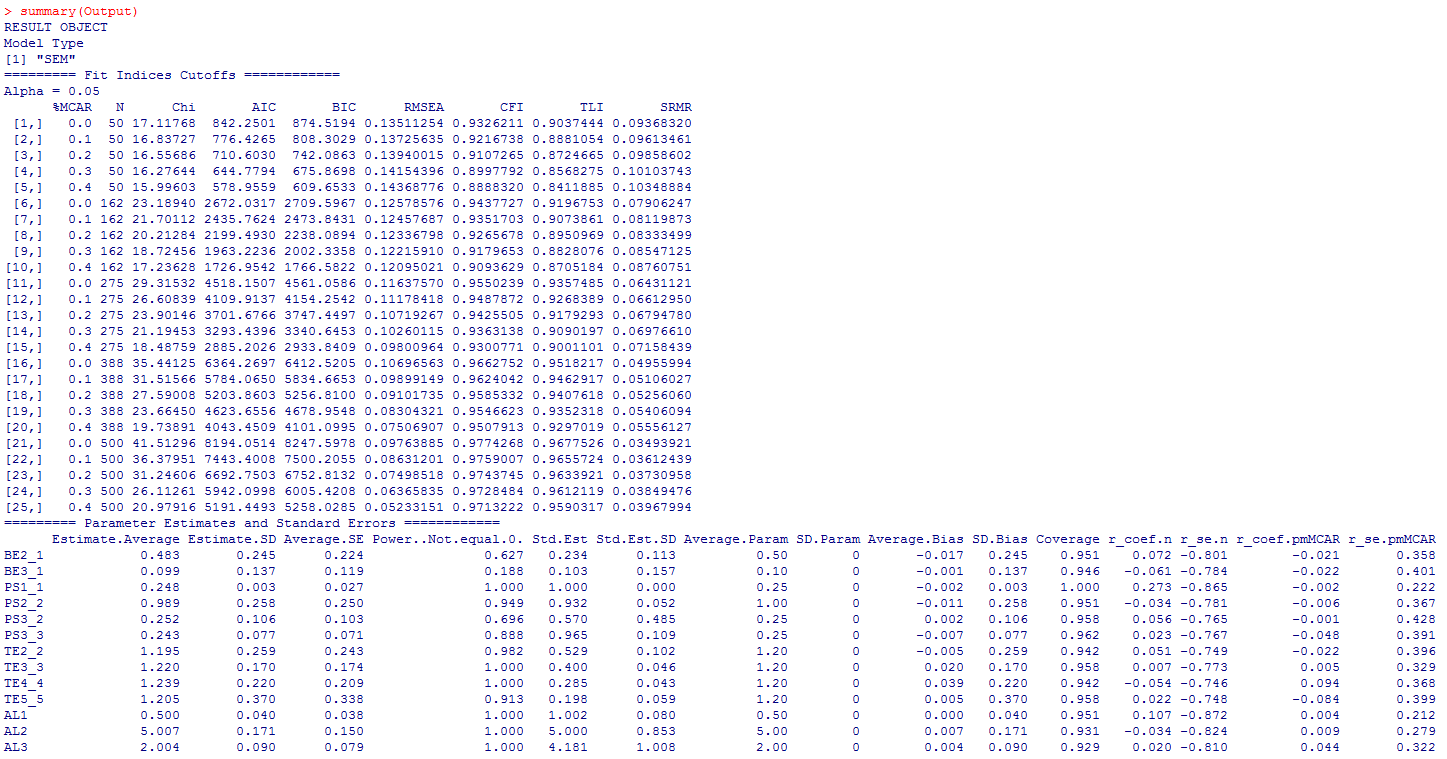 > summary(Output)
RESULT OBJECT
Model Type
[1] "SEM"
========= Fit Indices Cutoffs ============
Alpha = 0.05
%MCAR N Chi AIC BIC RMSEA CFI TLI SRMR
[1,] 0.0 50 17.11768 842.2501 874.5194 0.13511254 0.9326211 0.9037444 0.09368320
[2,] 0.1 50 16.83727 776.4265 808.3029 0.13725635 0.9216738 0.8881054 0.09613461
[3,] 0.2 50 16.55686 710.6030 742.0863 0.13940015 0.9107265 0.8724665 0.09858602
[4,] 0.3 50 16.27644 644.7794 675.8698 0.14154396 0.8997792 0.8568275 0.10103743
[5,] 0.4 50 15.99603 578.9559 609.6533 0.14368776 0.8888320 0.8411885 0.10348884
[6,] 0.0 162 23.18940 2672.0317 2709.5967 0.12578576 0.9437727 0.9196753 0.07906247
[7,] 0.1 162 21.70112 2435.7624 2473.8431 0.12457687 0.9351703 0.9073861 0.08119873
[8,] 0.2 162 20.21284 2199.4930 2238.0894 0.12336798 0.9265678 0.8950969 0.08333499
[9,] 0.3 162 18.72456 1963.2236 2002.3358 0.12215910 0.9179653 0.8828076 0.08547125
[10,] 0.4 162 17.23628 1726.9542 1766.5822 0.12095021 0.9093629 0.8705184 0.08760751
[11,] 0.0 275 29.31532 4518.1507 4561.0586 0.11637570 0.9550239 0.9357485 0.06431121
[12,] 0.1 275 26.60839 4109.9137 4154.2542 0.11178418 0.9487872 0.9268389 0.06612950
[13,] 0.2 275 23.90146 3701.6766 3747.4497 0.10719267 0.9425505 0.9179293 0.06794780
[14,] 0.3 275 21.19453 3293.4396 3340.6453 0.10260115 0.9363138 0.9090197 0.06976610
[15,] 0.4 275 18.48759 2885.2026 2933.8409 0.09800964 0.9300771 0.9001101 0.07158439
[16,] 0.0 388 35.44125 6364.2697 6412.5205 0.10696563 0.9662752 0.9518217 0.04955994
[17,] 0.1 388 31.51566 5784.0650 5834.6653 0.09899149 0.9624042 0.9462917 0.05106027
[18,] 0.2 388 27.59008 5203.8603 5256.8100 0.09101735 0.9585332 0.9407618 0.05256060
[19,] 0.3 388 23.66450 4623.6556 4678.9548 0.08304321 0.9546623 0.9352318 0.05406094
[20,] 0.4 388 19.73891 4043.4509 4101.0995 0.07506907 0.9507913 0.9297019 0.05556127
[21,] 0.0 500 41.51296 8194.0514 8247.5978 0.09763885 0.9774268 0.9677526 0.03493921
[22,] 0.1 500 36.37951 7443.4008 7500.2055 0.08631201 0.9759007 0.9655724 0.03612439
[23,] 0.2 500 31.24606 6692.7503 6752.8132 0.07498518 0.9743745 0.9633921 0.03730958
[24,] 0.3 500 26.11261 5942.0998 6005.4208 0.06365835 0.9728484 0.9612119 0.03849476
[25,] 0.4 500 20.97916 5191.4493 5258.0285 0.05233151 0.9713222 0.9590317 0.03967994
========= Parameter Estimates and Standard Errors ============
Estimate.Average Estimate.SD Average.SE Power..Not.equal.0. Std.Est Std.Est.SD Average.Param SD.Param Average.Bias SD.Bias Coverage r_coef.n r_se.n r_coef.pmMCAR r_se.pmMCAR
BE2_1 0.483 0.245 0.224 0.627 0.234 0.113 0.50 0 -0.017 0.245 0.951 0.072 -0.801 -0.021 0.358
BE3_1 0.099 0.137 0.119 0.188 0.103 0.157 0.10 0 -0.001 0.137 0.946 -0.061 -0.784 -0.022 0.401
PS1_1 0.248 0.003 0.027 1.000 1.000 0.000 0.25 0 -0.002 0.003 1.000 0.273 -0.865 -0.002 0.222
PS2_2 0.989 0.258 0.250 0.949 0.932 0.052 1.00 0 -0.011 0.258 0.951 -0.034 -0.781 -0.006 0.367
PS3_2 0.252 0.106 0.103 0.696 0.570 0.485 0.25 0 0.002 0.106 0.958 0.056 -0.765 -0.001 0.428
PS3_3 0.243 0.077 0.071 0.888 0.965 0.109 0.25 0 -0.007 0.077 0.962 0.023 -0.767 -0.048 0.391
TE2_2 1.195 0.259 0.243 0.982 0.529 0.102 1.20 0 -0.005 0.259 0.942 0.051 -0.749 -0.022 0.396
TE3_3 1.220 0.170 0.174 1.000 0.400 0.046 1.20 0 0.020 0.170 0.958 0.007 -0.773 0.005 0.329
TE4_4 1.239 0.220 0.209 1.000 0.285 0.043 1.20 0 0.039 0.220 0.942 -0.054 -0.746 0.094 0.368
TE5_5 1.205 0.370 0.338 0.913 0.198 0.059 1.20 0 0.005 0.370 0.958 0.022 -0.748 -0.084 0.399
AL1 0.500 0.040 0.038 1.000 1.002 0.080 0.50 0 0.000 0.040 0.951 0.107 -0.872 0.004 0.212
AL2 5.007 0.171 0.150 1.000 5.000 0.853 5.00 0 0.007 0.171 0.931 -0.034 -0.824 0.009 0.279
AL3 2.004 0.090 0.079 1.000 4.181 1.008 2.00 0 0.004 0.090 0.929 0.020 -0.810 0.044 0.322